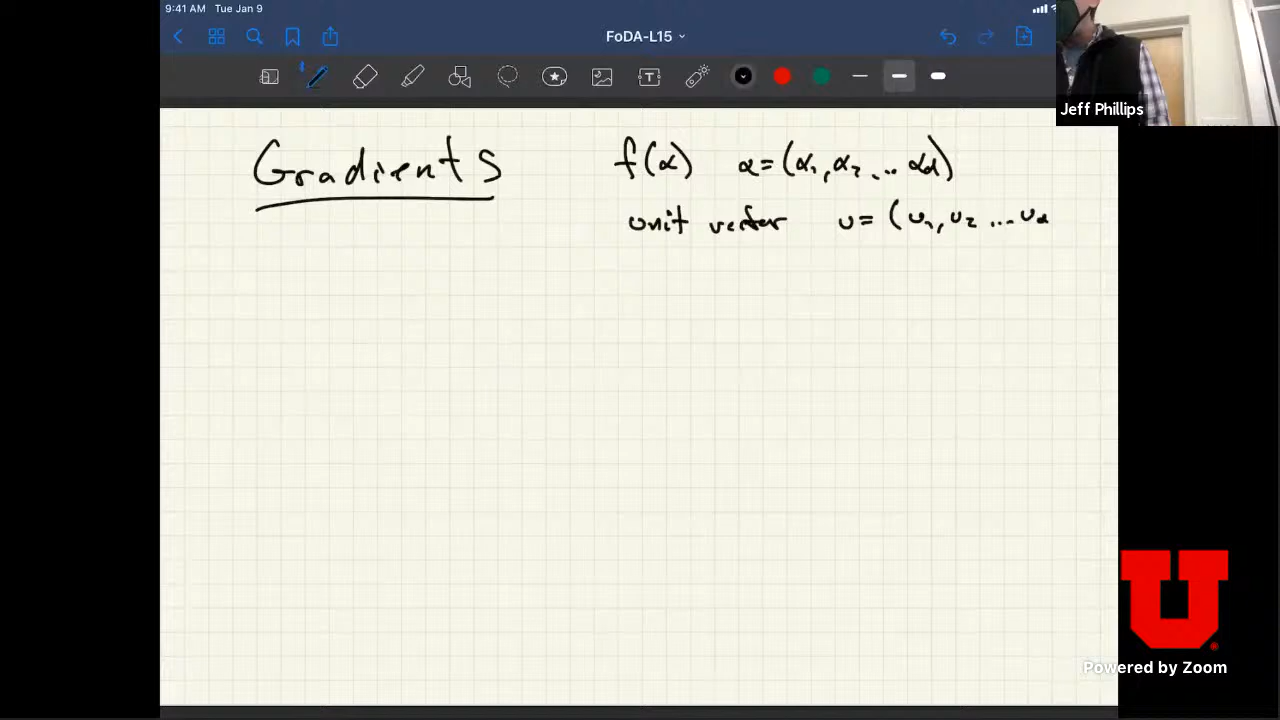 9:41 AM Tue Jan 9
FoDA-L15
Jeff Phillips
Gradients
f(α) α=(α₁,α₂ ... αd)
unit vector u=(u₁,u₂ ...ud
U
Powered by Zoom